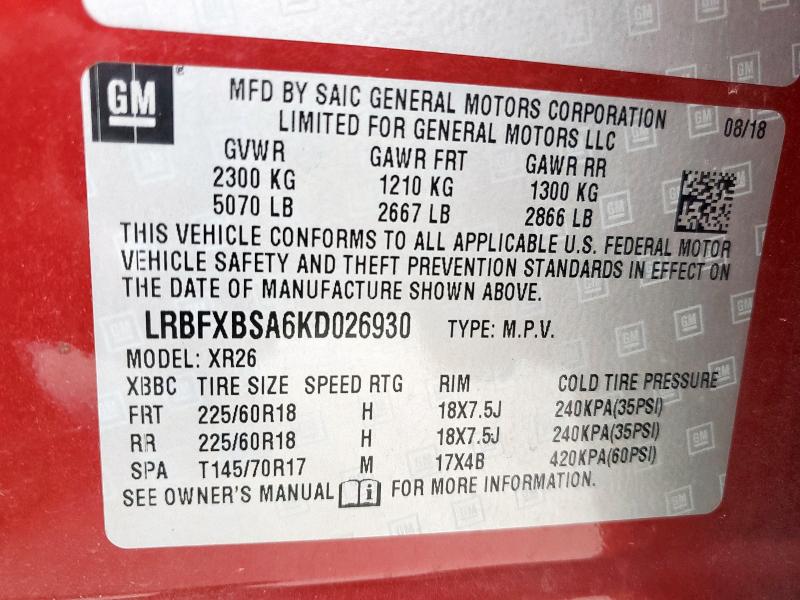 GM
MFD BY SAIC GENERAL MOTORS CORPORATION
LIMITED FOR GENERAL MOTORS LLC 08/18
GVWR GAWR FRT GAWR RR
2300 KG 1210 KG 1300 KG
5070 LB 2667 LB 2866 LB
THIS VEHICLE CONFORMS TO ALL APPLICABLE U.S. FEDERAL MOTOR
VEHICLE SAFETY AND THEFT PREVENTION STANDARDS IN EFFECT ON
THE DATE OF MANUFACTURE SHOWN ABOVE.
LRBFXBSA6KD026930 TYPE: M.P.V.
MODEL: XR26
XBBC TIRE SIZE SPEED RTG RIM COLD TIRE PRESSURE
FRT 225/60R18 H 18X7.5J 240KPA(35PSI)
RR 225/60R18 H 18X7.5J 240KPA(35PSI)
SPA T145/70R17 M 17X4B 420KPA(60PSI)
SEE OWNER'S MANUAL i FOR MORE INFORMATION.